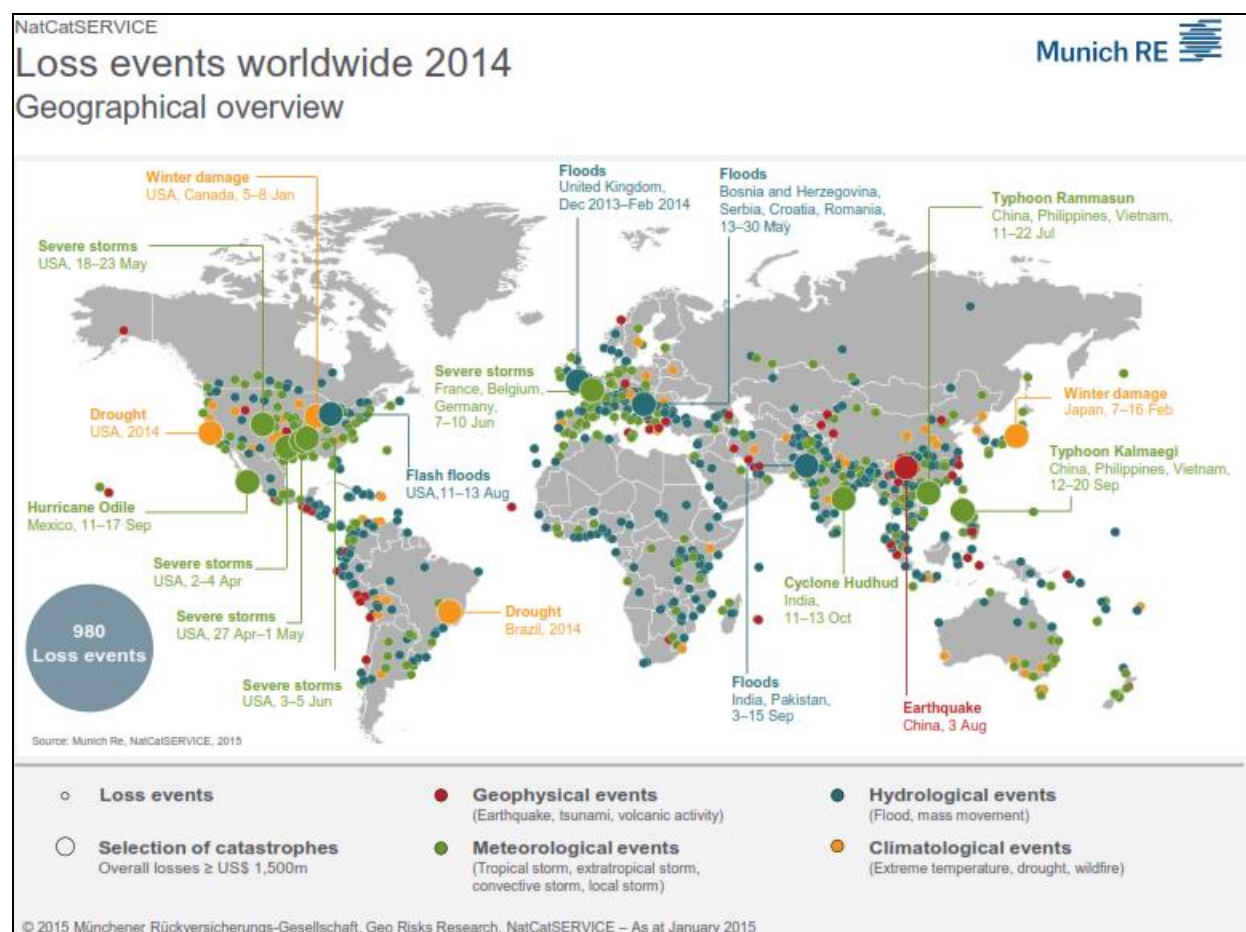 NatCatSERVICE
Loss events worldwide 2014
Geographical overview
Munich RE
Winter damage
USA, Canada, 5–8 Jan
Floods
United Kingdom,
Dec 2013–Feb 2014
Floods
Bosnia and Herzegovina,
Serbia, Croatia, Romania,
13–30 May
Typhoon Rammasun
China, Philippines, Vietnam,
11–22 Jul
Severe storms
USA, 18–23 May
Severe storms
France, Belgium,
Germany,
7–10 Jun
Drought
USA, 2014
Winter damage
Japan, 7–16 Feb
Flash floods
USA,11–13 Aug
Typhoon Kalmaegi
China, Philippines, Vietnam,
12–20 Sep
Hurricane Odile
Mexico, 11–17 Sep
Severe storms
USA, 2–4 Apr
Cyclone Hudhud
India,
11–13 Oct
Severe storms
USA, 27 Apr–1 May
Drought
Brazil, 2014
980
Loss events
Severe storms
USA, 3–5 Jun
Floods
India, Pakistan,
3–15 Sep
Earthquake
China, 3 Aug
Source: Munich Re, NatCatSERVICE, 2015
Loss events
Selection of catastrophes
Overall losses ≥ US$ 1,500m
Geophysical events
(Earthquake, tsunami, volcanic activity)
Meteorological events
(Tropical storm, extratropical storm,
convective storm, local storm)
Hydrological events
(Flood, mass movement)
Climatological events
(Extreme temperature, drought, wildfire)
© 2015 Münchener Rückversicherungs-Gesellschaft, Geo Risks Research, NatCatSERVICE – As at January 2015